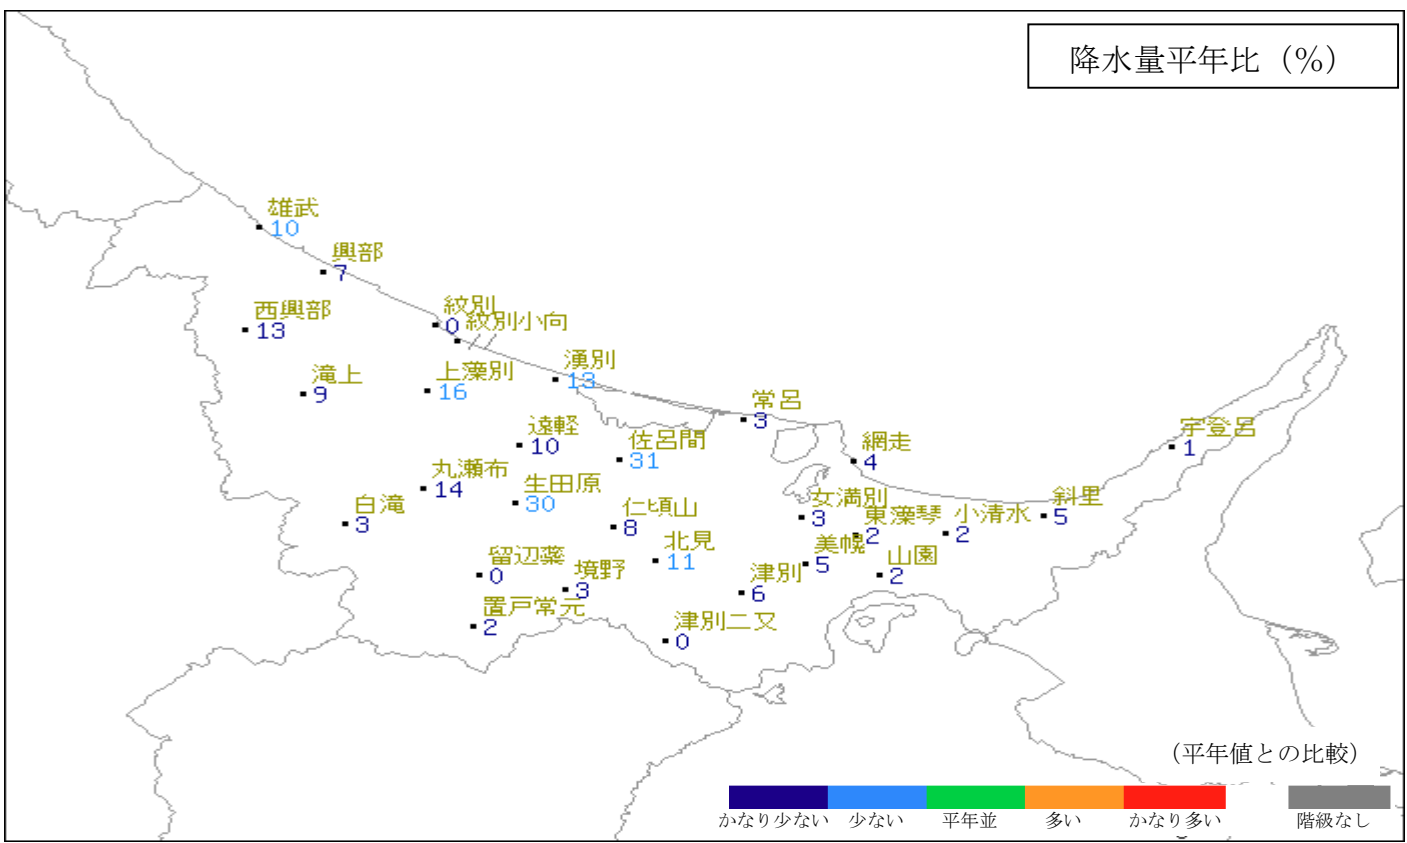 降水量平年比（％）
雄武
10
興部
7
西興部
13
紋別
0
紋別小向
滝上
9
上藻別
16
湧別
13
常呂
3
遠軽
10
佐呂間
31
網走
4
宇登呂
1
丸瀬布
14
生田原
30
白滝
3
仁頃山
8
女満別
3
東藻琴
2
小清水
2
斜里
5
北見
11
美幌
5
山園
2
留辺蘂
0
境野
3
津別
6
置戸常元
2
津別二又
0
（平年値との比較）
かなり少ない 少ない 平年並 多い かなり多い 階級なし